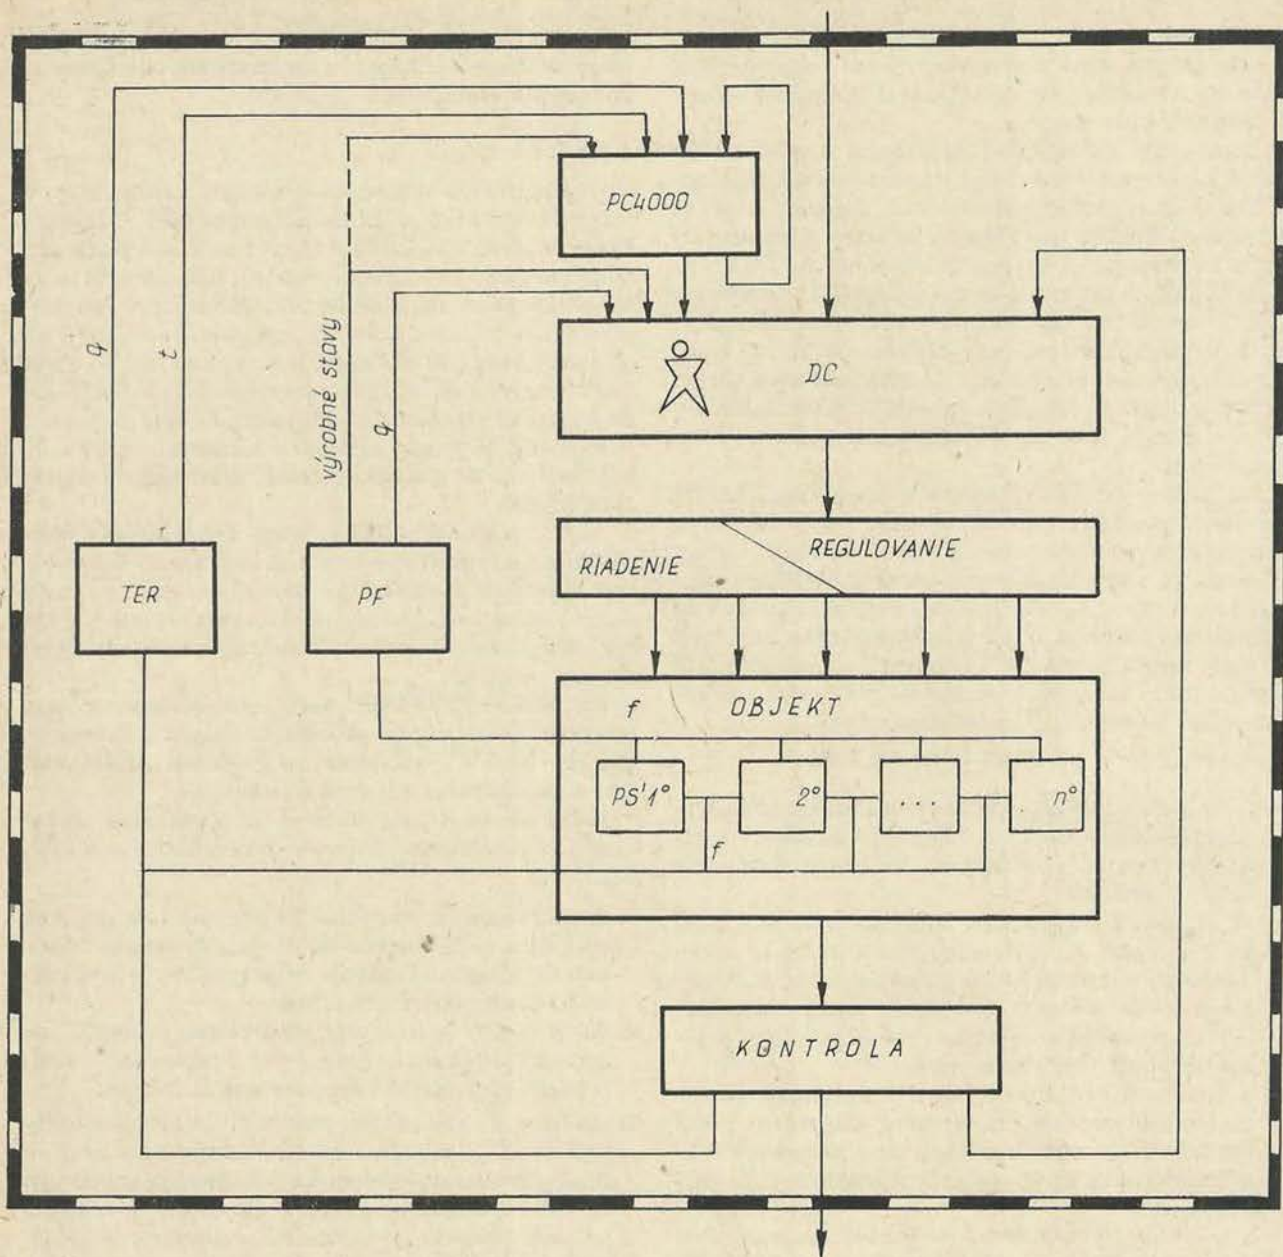 PC4000
q
t
výrobné stavy
q
DC
RIADENIE
REGULOVANIE
TER
PF
f OBJEKT
PS'1° 2° ... n°
f
KONTROLA